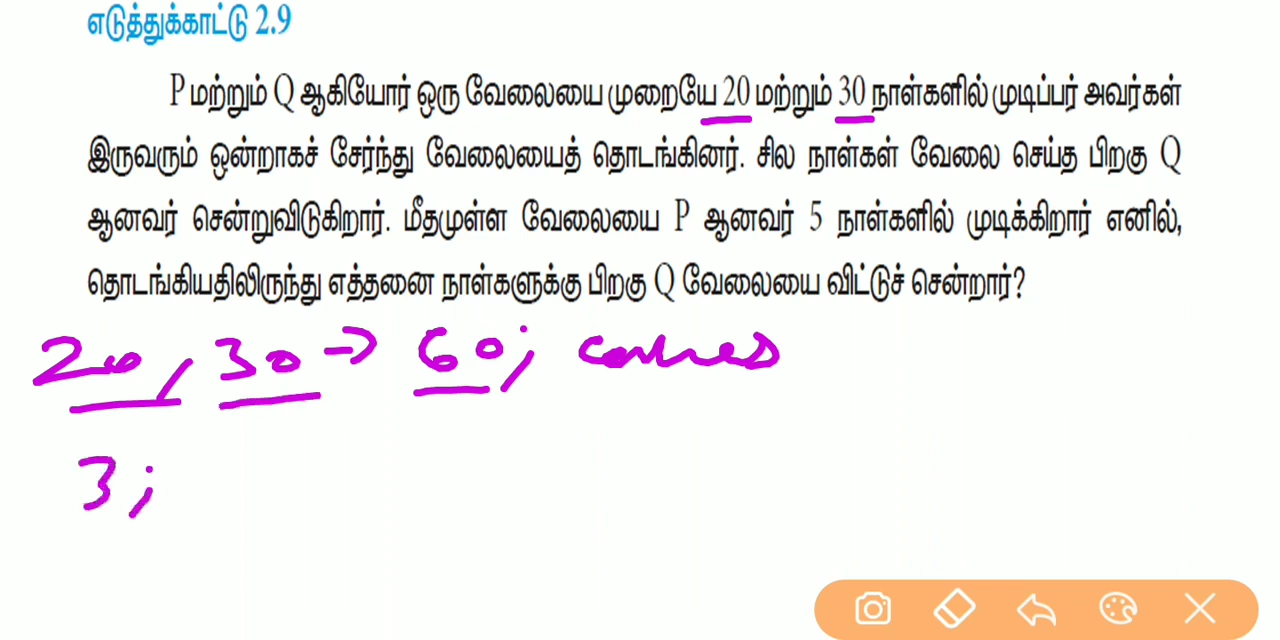 எடுத்துக்காட்டு 2.9
P மற்றும் Q ஆகியோர் ஒரு வேலையை முறையே 20 மற்றும் 30 நாள்களில் முடிப்பர் அவர்கள்
இருவரும் ஒன்றாகச் சேர்ந்து வேலையைத் தொடங்கினர். சில நாள்கள் வேலை செய்த பிறகு Q
ஆனவர் சென்றுவிடுகிறார். மீதமுள்ள வேலையை P ஆனவர் 5 நாள்களில் முடிக்கிறார் எனில்,
தொடங்கியதிலிருந்து எத்தனை நாள்களுக்கு பிறகு Q வேலையை விட்டுச் சென்றார்?
20, 30 → 60;
3;